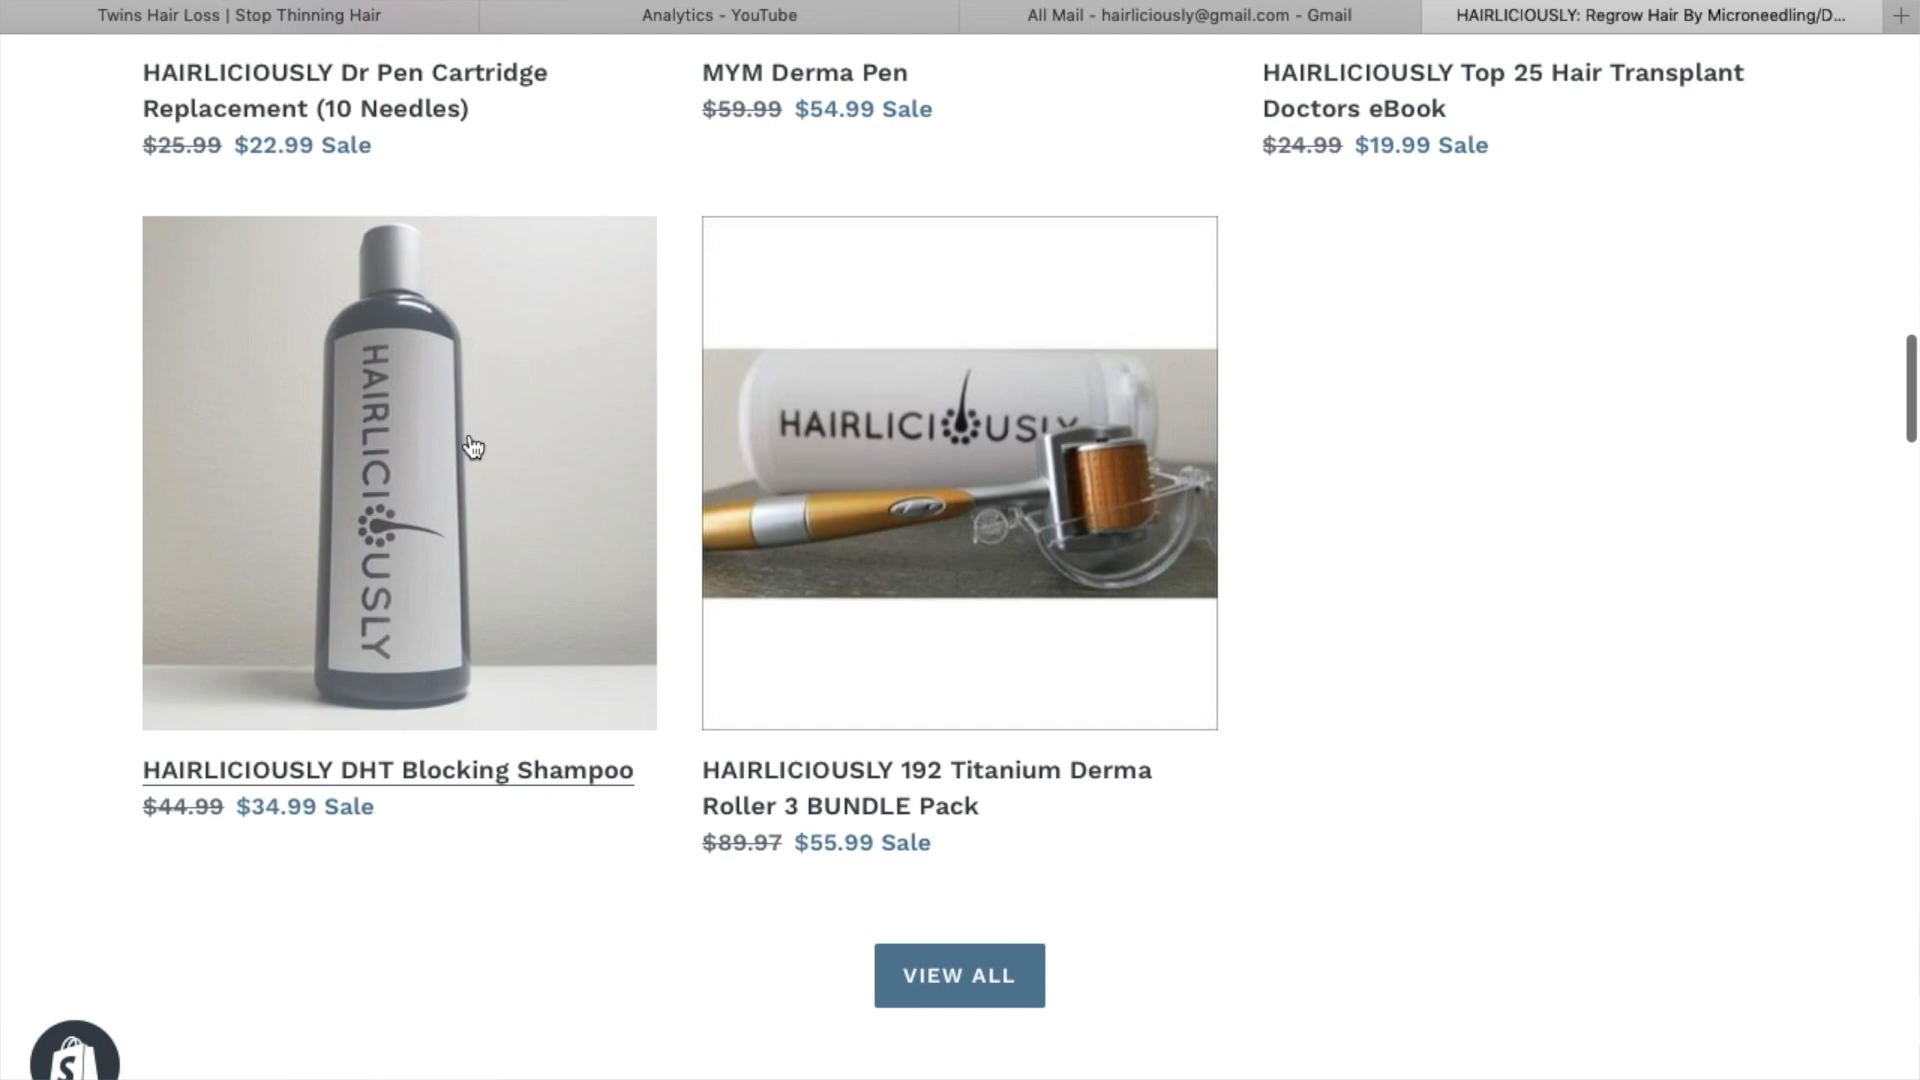 Twins Hair Loss | Stop Thinning Hair
Analytics - YouTube
All Mail - hairliciously@gmail.com - Gmail
HAIRLICIOUSLY: Regrow Hair By Microneedling/D...
HAIRLICIOUSLY Dr Pen Cartridge
Replacement (10 Needles)
$25.99 $22.99 Sale
MYM Derma Pen
$59.99 $54.99 Sale
HAIRLICIOUSLY Top 25 Hair Transplant
Doctors eBook
$24.99 $19.99 Sale
HAIRLICIOUSLY
HAIRLICIOUSLY
HAIRLICIOUSLY DHT Blocking Shampoo
$44.99 $34.99 Sale
HAIRLICIOUSLY 192 Titanium Derma
Roller 3 BUNDLE Pack
$89.97 $55.99 Sale
VIEW ALL